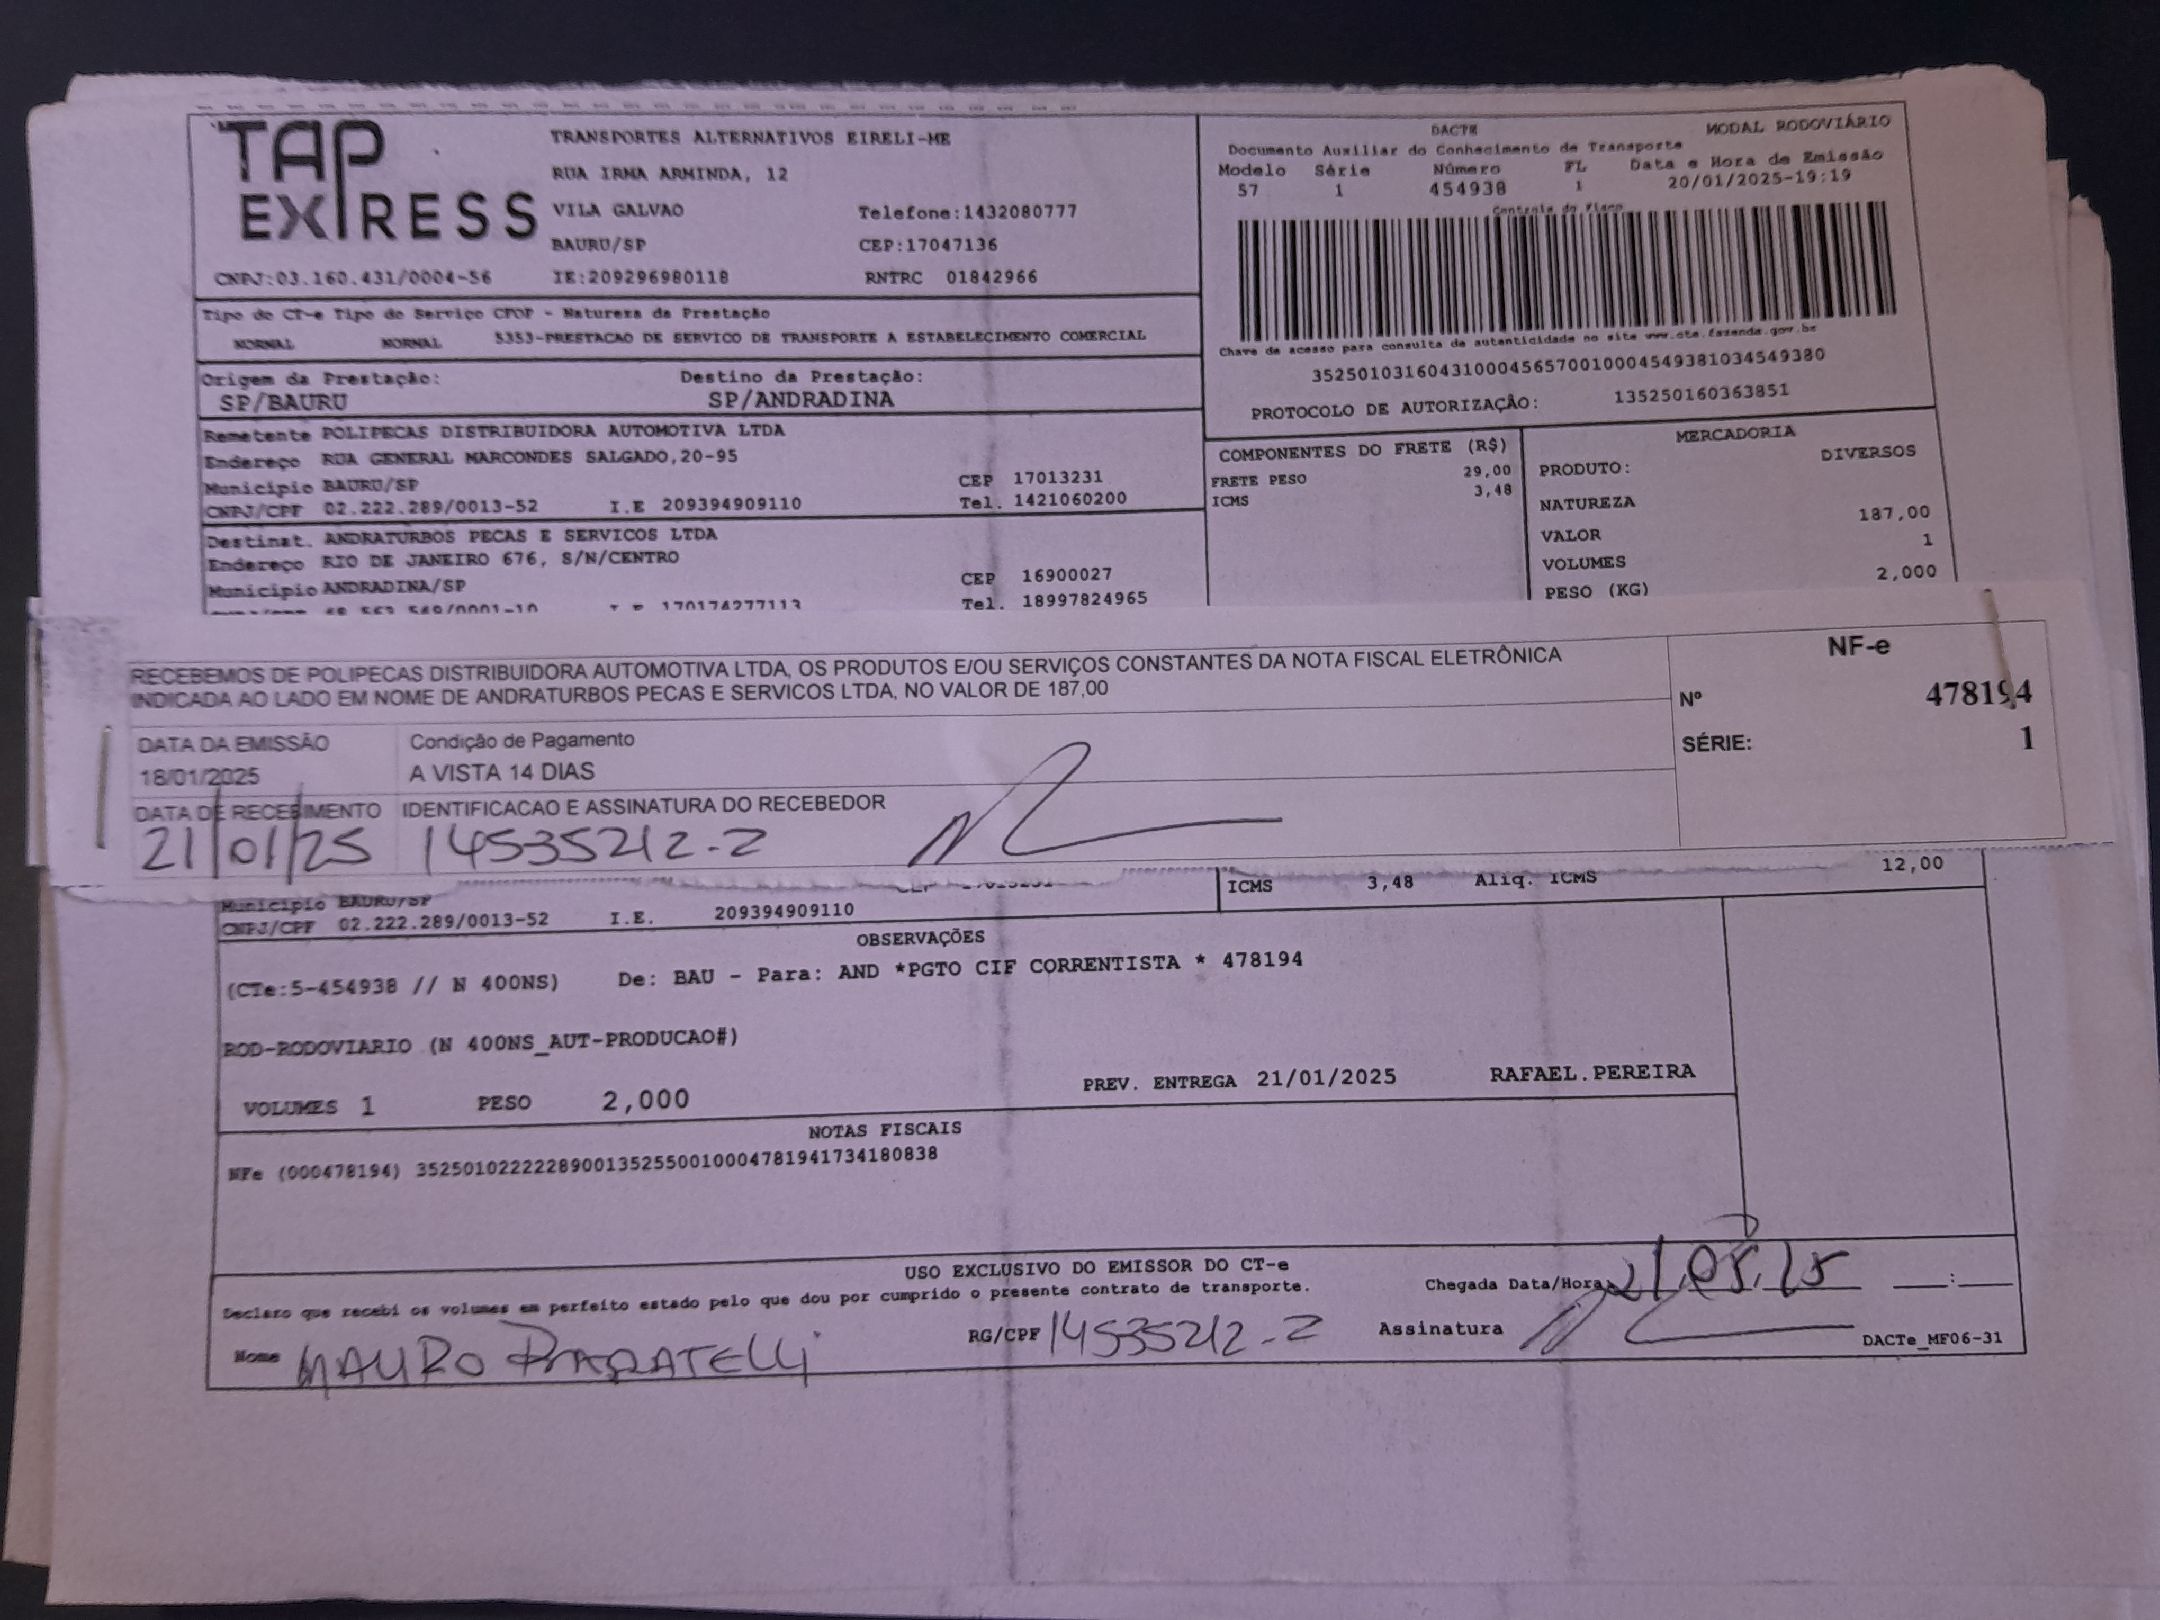 TAP EXPRESS
TRANSPORTES ALTERNATIVOS EIRELI-ME
RUA IRMA ARMINDA, 12
VILA GALVAO Telefone:1432080777
BAURU/SP CEP:17047136
CNPJ:03.160.431/0004-56 IE:209296980118 RNTRC 01842966
DACTE MODAL RODOVIÁRIO
Documento Auxiliar do Conhecimento de Transporte
Modelo Série Número FL Data e Hora de Emissão
57 1 454938 1 20/01/2025-19:19
Controle do Fisco
Chave de acesso para consulta de autenticidade no site www.cte.fazenda.gov.br
35250103160431000456570010004549381034549380
PROTOCOLO DE AUTORIZAÇÃO: 135250160363851
Tipo do CT-e Tipo do Serviço CFOP - Natureza da Prestação
NORMAL NORMAL 5353-PRESTACAO DE SERVICO DE TRANSPORTE A ESTABELECIMENTO COMERCIAL
Origem da Prestação: Destino da Prestação:
SP/BAURU SP/ANDRADINA
Remetente POLIPECAS DISTRIBUIDORA AUTOMOTIVA LTDA
Endereço RUA GENERAL MARCONDES SALGADO,20-95
Municipio BAURU/SP CEP 17013231
CNPJ/CPF 02.222.289/0013-52 I.E 209394909110 Tel. 1421060200
Destinat. ANDRATURBOS PECAS E SERVICOS LTDA
Endereço RIO DE JANEIRO 676, S/N/CENTRO
Municipio ANDRADINA/SP CEP 16900027
Tel. 18997824965
COMPONENTES DO FRETE (R$)
FRETE PESO 29,00
ICMS 3,48
MERCADORIA
PRODUTO: DIVERSOS
NATUREZA
VALOR 187,00
VOLUMES 1
PESO (KG) 2,000
RECEBEMOS DE POLIPECAS DISTRIBUIDORA AUTOMOTIVA LTDA, OS PRODUTOS E/OU SERVIÇOS CONSTANTES DA NOTA FISCAL ELETRÔNICA
INDICADA AO LADO EM NOME DE ANDRATURBOS PECAS E SERVICOS LTDA, NO VALOR DE 187,00
NF-e
Nº 478194
SÉRIE: 1
DATA DA EMISSÃO Condição de Pagamento
18/01/2025 A VISTA 14 DIAS
DATA DE RECEBIMENTO IDENTIFICACAO E ASSINATURA DO RECEBEDOR
21/01/25 14535212-2
ICMS 3,48 Aliq. ICMS 12,00
Municipio BAURU/SP
CNPJ/CPF 02.222.289/0013-52 I.E. 209394909110
OBSERVAÇÕES
(CTe:5-454938 // N 400NS) De: BAU - Para: AND *PGTO CIF CORRENTISTA * 478194
ROD-RODOVIARIO (N 400NS_AUT-PRODUCAO#)
VOLUMES 1 PESO 2,000 PREV. ENTREGA 21/01/2025 RAFAEL.PEREIRA
NOTAS FISCAIS
NFe (000478194) 35250102222289001352550010004781941734180838
USO EXCLUSIVO DO EMISSOR DO CT-e
Declaro que recebi os volumes em perfeito estado pelo que dou por cumprido o presente contrato de transporte.
Chegada Data/Hora
Nome MAURO RG/CPF 14535212-2 Assinatura DACTe_MF06-31